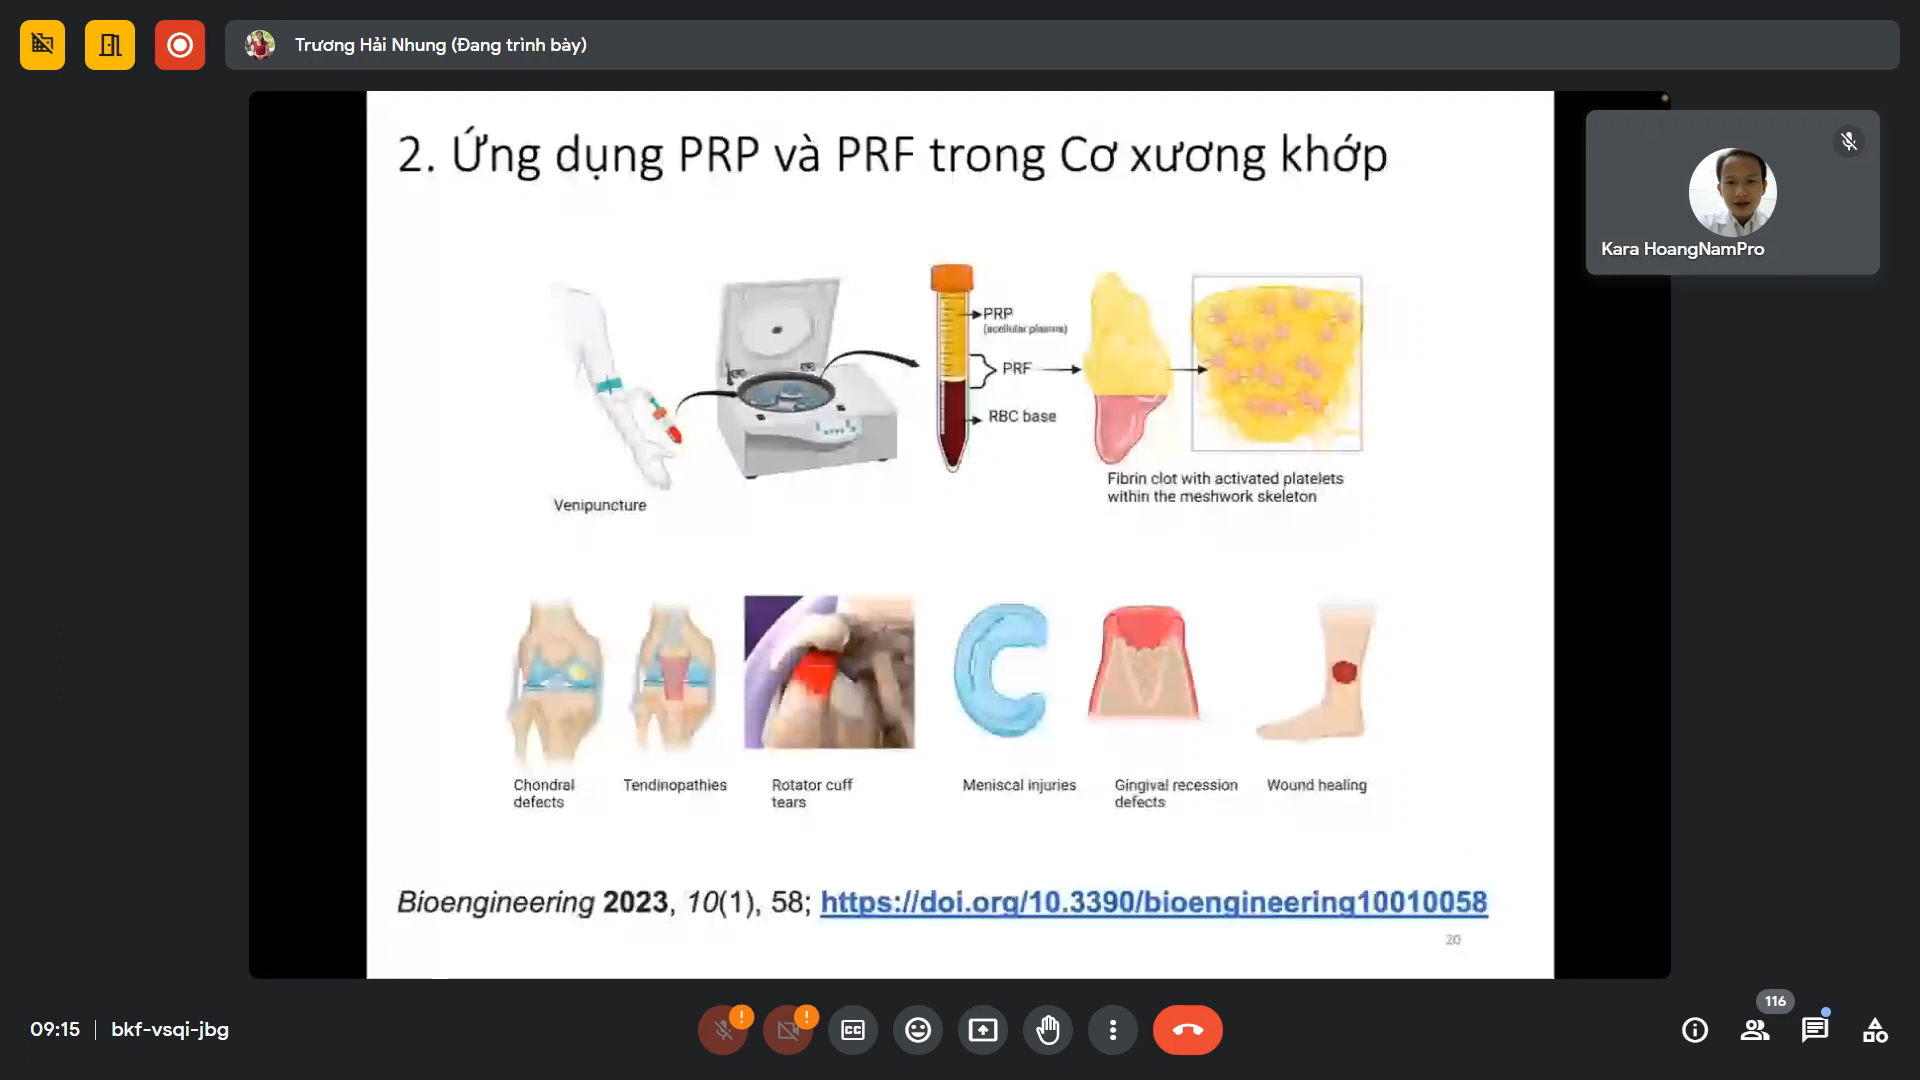 Trương Hải Nhung (Đang trình bày)
2. Ứng dụng PRP và PRF trong Cơ xương khớp
Kara HoangNamPro
PRP
(acellular plasma)
PRF
RBC base
Venipuncture
Fibrin clot with activated platelets
within the meshwork skeleton
Chondral
defects
Tendinopathies
Rotator cuff
tears
Meniscal injuries
Gingival recession
defects
Wound healing
Bioengineering 2023, 10(1), 58; https://doi.org/10.3390/bioengineering10010058
20
09:15 | bkf-vsqi-jbg
! ! CC
116